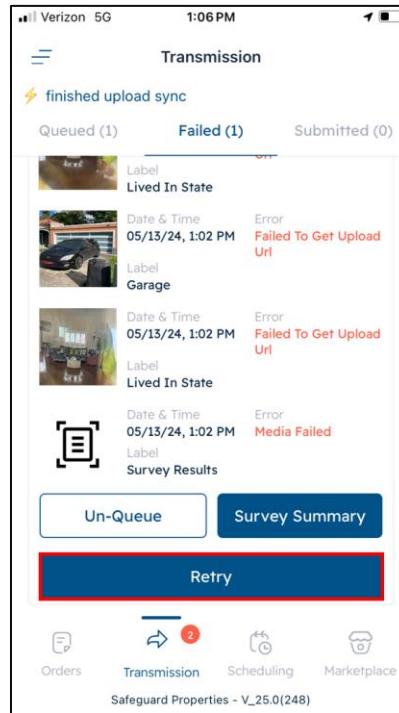 Verizon 5G 1:06 PM
Transmission
finished upload sync
Queued (1) Failed (1) Submitted (0)
Url
Label
Lived In State
Date & Time Error
05/13/24, 1:02 PM Failed To Get Upload
Url
Label
Garage
Date & Time Error
05/13/24, 1:02 PM Failed To Get Upload
Url
Label
Lived In State
Date & Time Error
05/13/24, 1:02 PM Media Failed
Label
Survey Results
Un-Queue Survey Summary
Retry
2
Orders Transmission Scheduling Marketplace
Safeguard Properties - V_25.0(248)